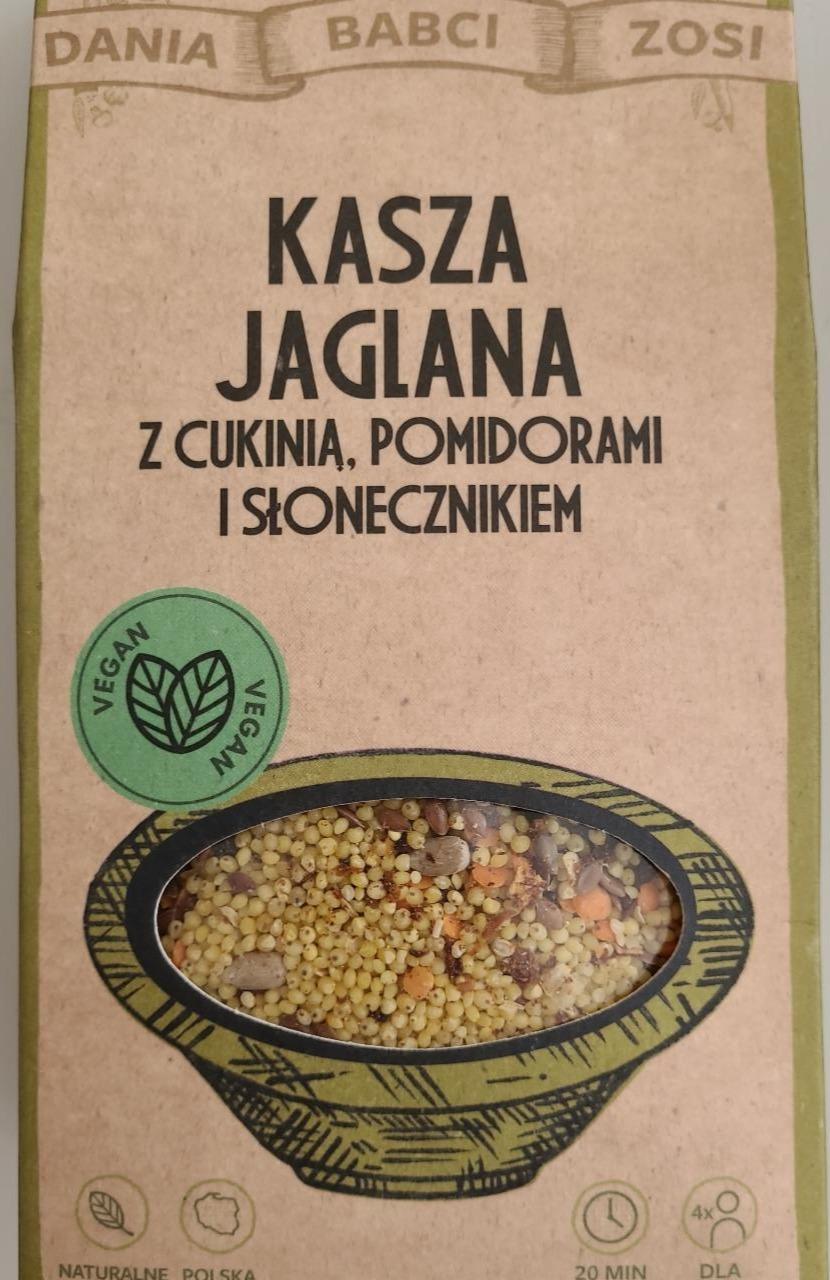 DANIA BABCI ZOSI
KASZA
JAGLANA
Z CUKINIĄ, POMIDORAMI
I SŁONECZNIKIEM
VEGAN
VEGAN
4x
NATURALNE POLSKA 20 MIN DLA